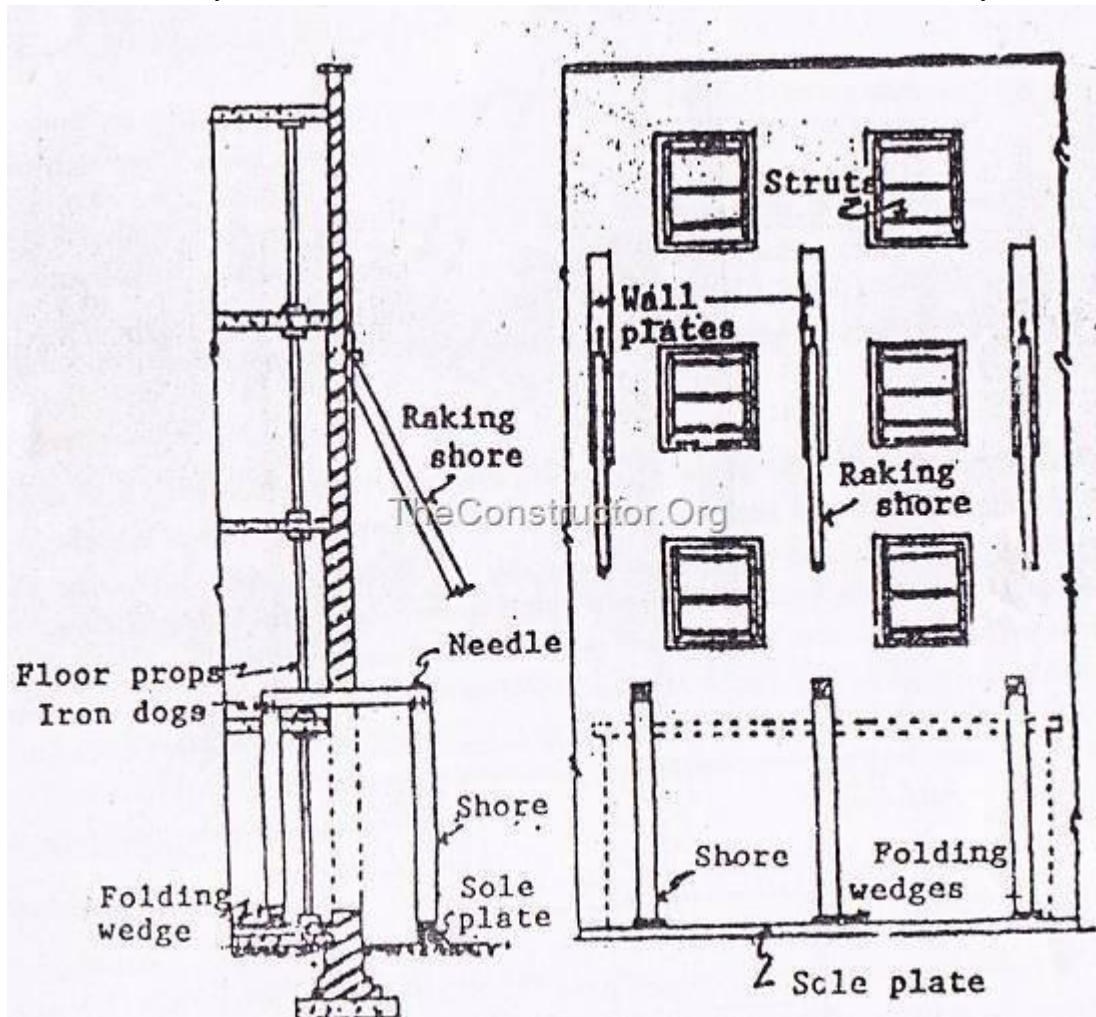 Struts
Wall
plates
Raking
shore
TheConstructor.Org
Raking
shore
Needle
Floor props
Iron dogs
Shore
Shore
Folding
wedges
Folding
wedge
Sole
plate
Sole plate